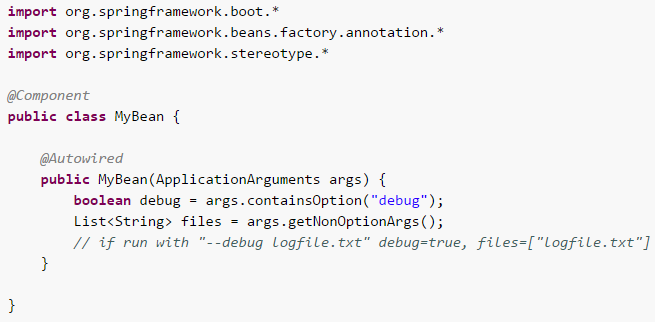 import org.springframework.boot.*
import org.springframework.beans.factory.annotation.*
import org.springframework.stereotype.*
@Component
public class MyBean {
@Autowired
public MyBean(ApplicationArguments args) {
boolean debug = args.containsOption("debug");
List<String> files = args.getNonOptionArgs();
// if run with "--debug logfile.txt" debug=true, files=["logfile.txt"]
}
}